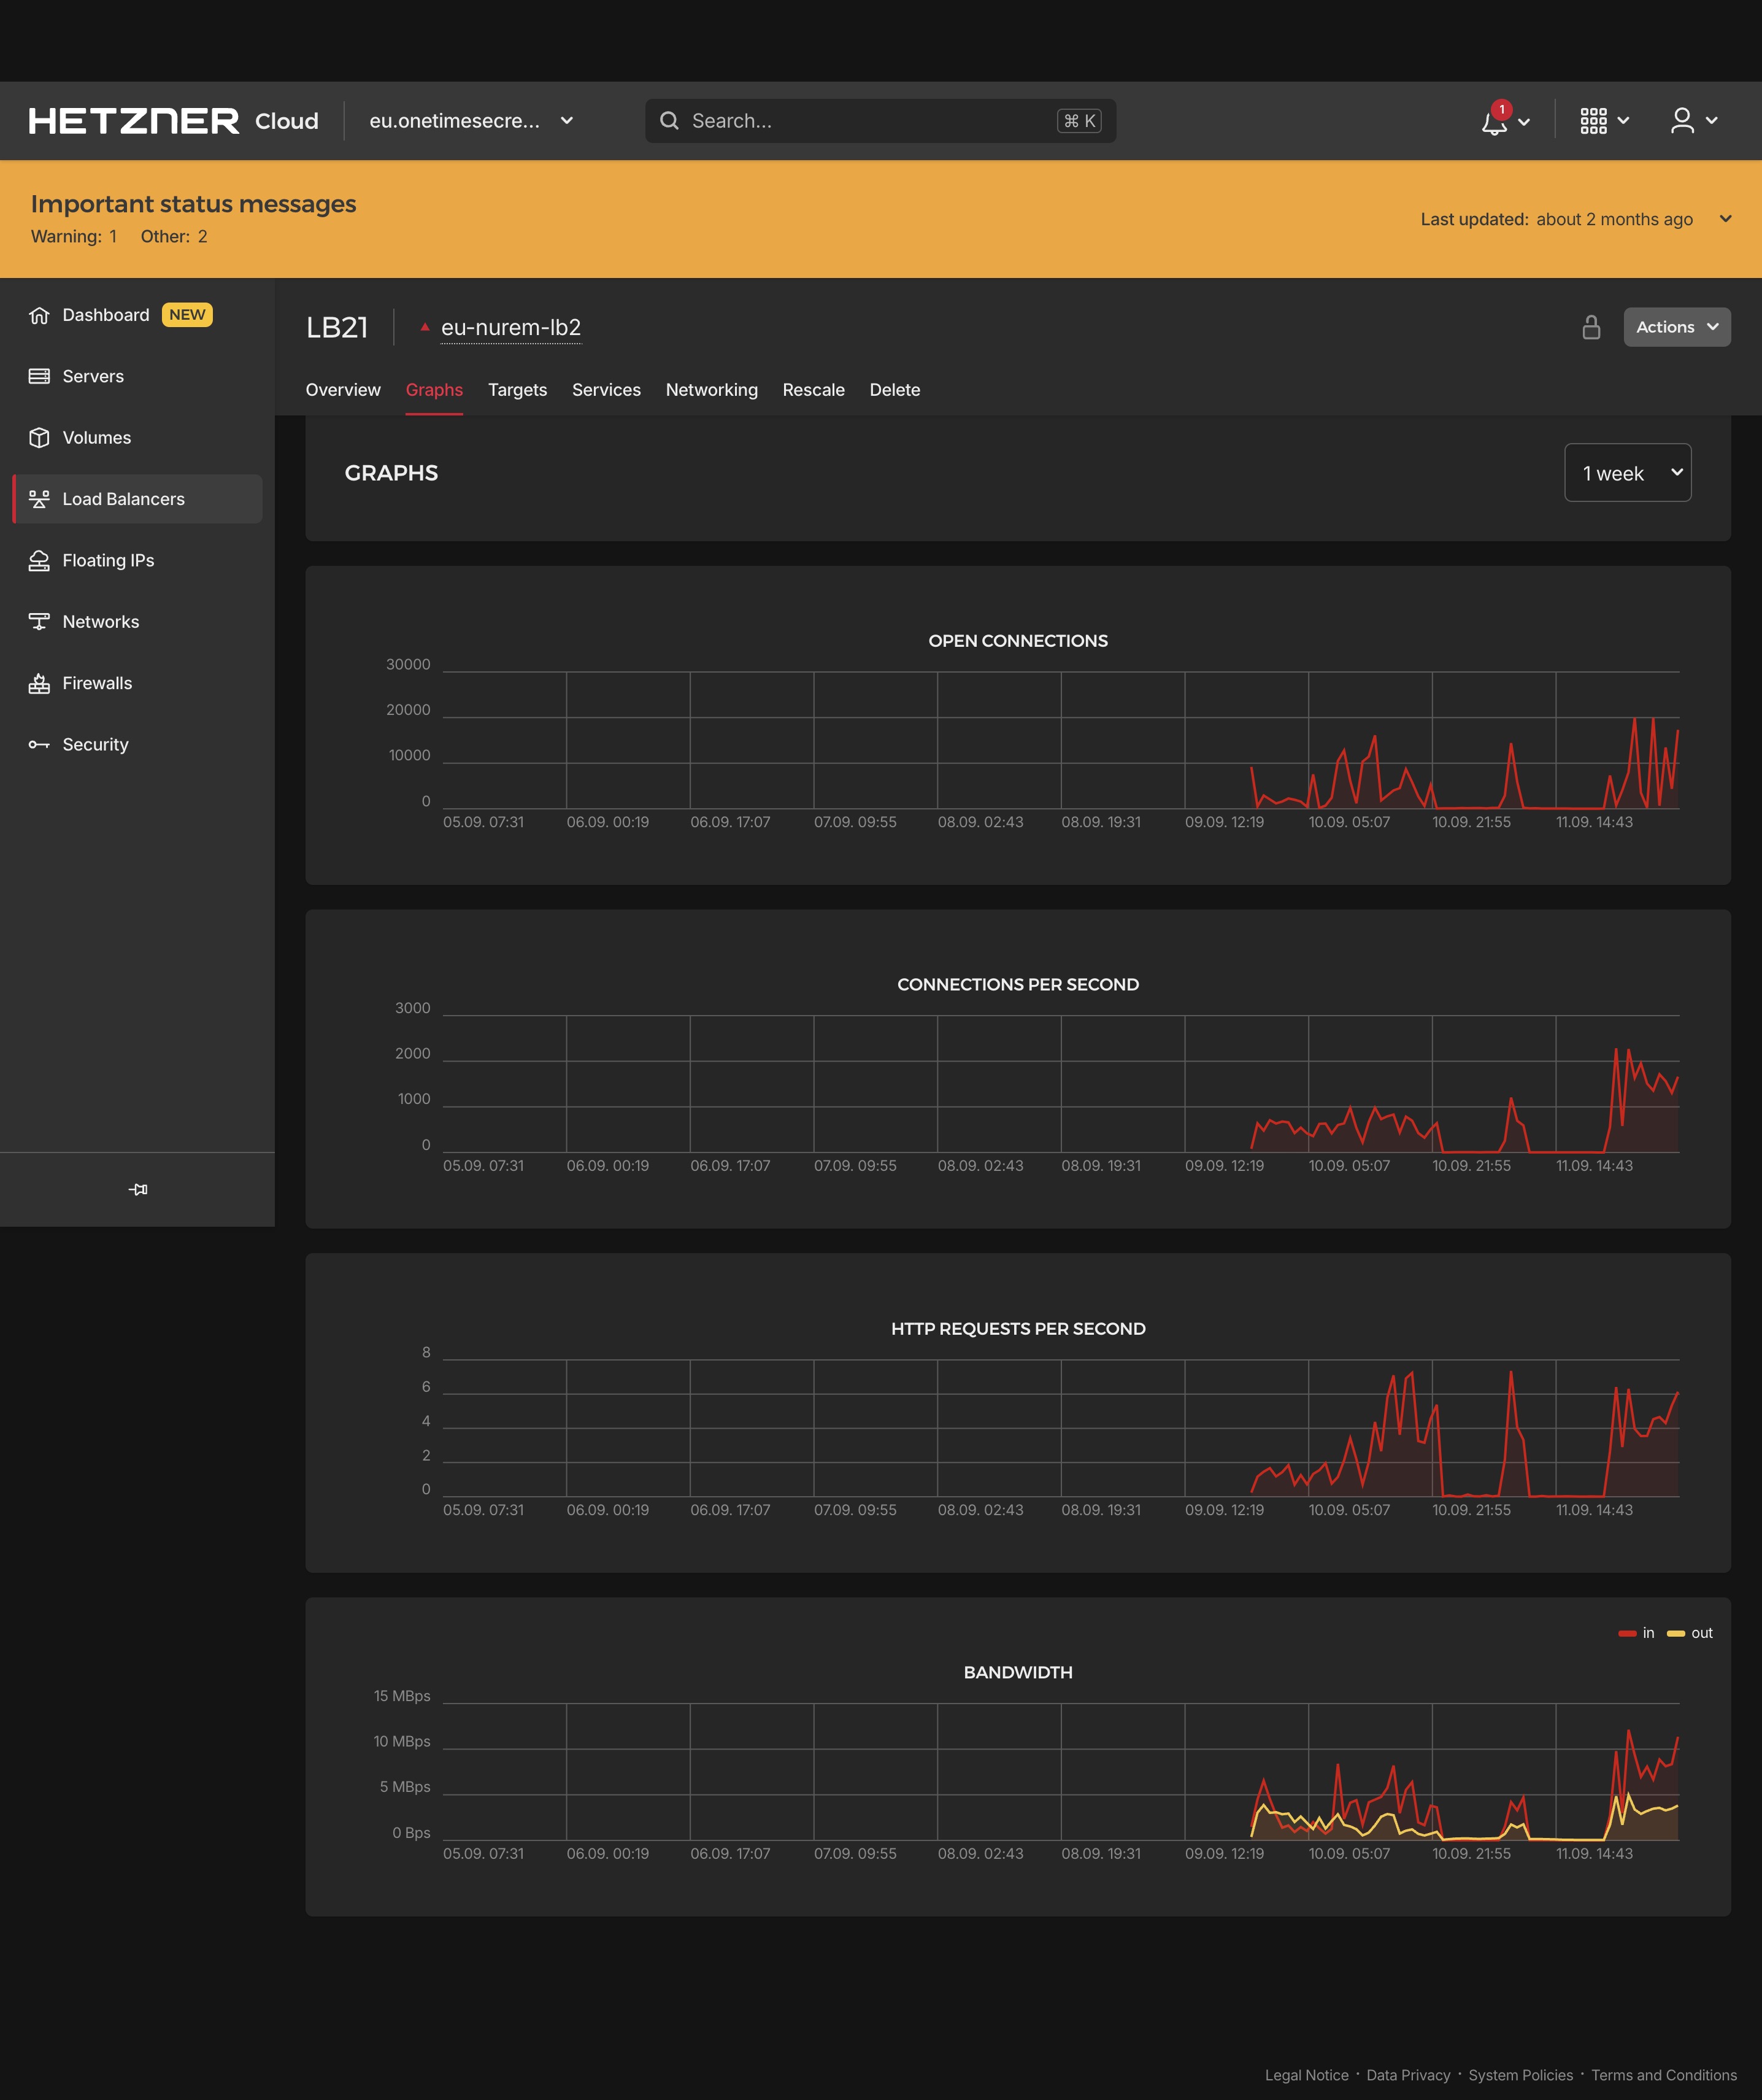 HETZNER Cloud eu.onetimesecre... Search... ⌘ K 1
Important status messages
Warning: 1 Other: 2
Last updated: about 2 months ago
Dashboard NEW
Servers
Volumes
Load Balancers
Floating IPs
Networks
Firewalls
Security
LB21 eu-nurem-lb2 Actions
Overview Graphs Targets Services Networking Rescale Delete
GRAPHS 1 week
OPEN CONNECTIONS
30000
20000
10000
0
05.09. 07:31 06.09. 00:19 06.09. 17:07 07.09. 09:55 08.09. 02:43 08.09. 19:31 09.09. 12:19 10.09. 05:07 10.09. 21:55 11.09. 14:43
CONNECTIONS PER SECOND
3000
2000
1000
0
05.09. 07:31 06.09. 00:19 06.09. 17:07 07.09. 09:55 08.09. 02:43 08.09. 19:31 09.09. 12:19 10.09. 05:07 10.09. 21:55 11.09. 14:43
HTTP REQUESTS PER SECOND
8
6
4
2
0
05.09. 07:31 06.09. 00:19 06.09. 17:07 07.09. 09:55 08.09. 02:43 08.09. 19:31 09.09. 12:19 10.09. 05:07 10.09. 21:55 11.09. 14:43
in out
BANDWIDTH
15 MBps
10 MBps
5 MBps
0 Bps
05.09. 07:31 06.09. 00:19 06.09. 17:07 07.09. 09:55 08.09. 02:43 08.09. 19:31 09.09. 12:19 10.09. 05:07 10.09. 21:55 11.09. 14:43
Legal Notice · Data Privacy · System Policies · Terms and Conditions